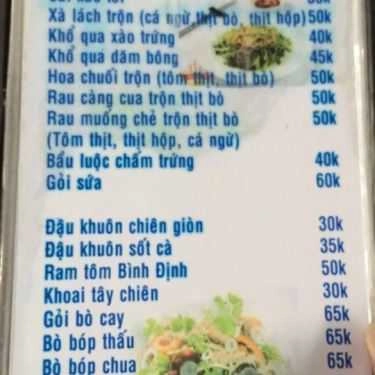 Xà lách trộn (cá ngừ,thịt bò, thịt hộp) 50k
Khổ qua xào trứng 40k
Khổ qua dăm bông 45k
Hoa chuối trộn (tôm thịt, thịt bò) 50k
Rau càng cua trộn thịt bò 50k
Rau muống chẻ trộn thịt bò 50k
(Tôm thịt, thịt hộp, cá ngừ)
Bầu luộc chấm trứng 40k
Gỏi sứa 60k
Đậu khuôn chiên giòn 30k
Đậu khuôn sốt cà 35k
Ram tôm Bình Định 50k
Khoai tây chiên 30k
Gỏi bò cay 65k
Bò bóp thấu 65k
Bò bóp chua 65k